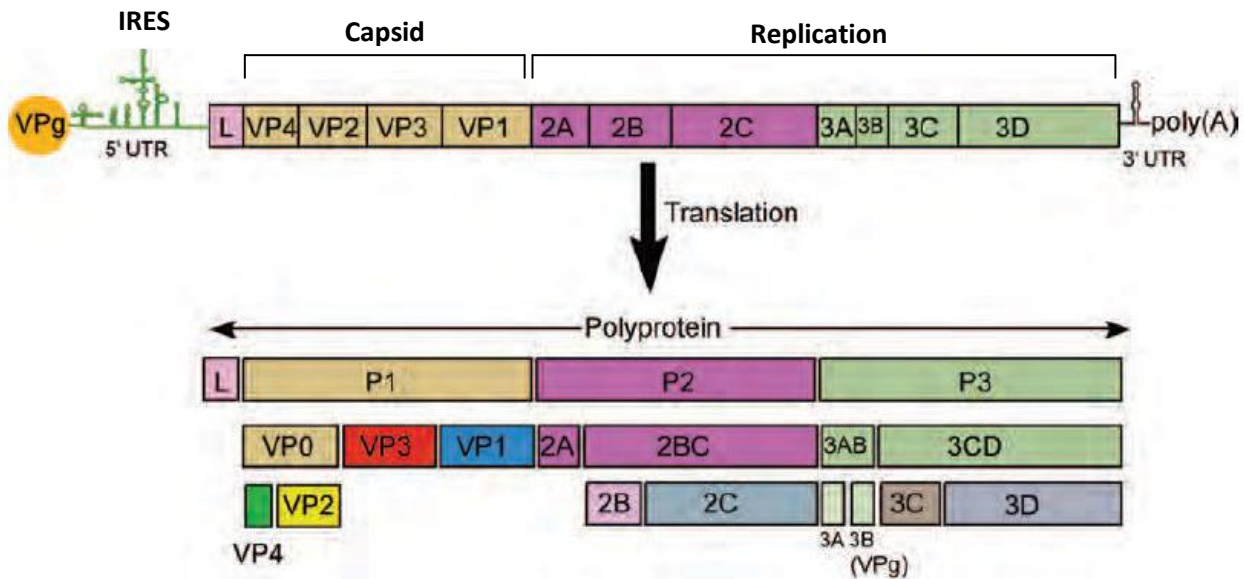 IRES
Capsid
Replication
VPg
5' UTR
L VP4 VP2 VP3 VP1 2A 2B 2C 3A 3B 3C 3D
poly(A)
3' UTR
Translation
Polyprotein
L P1 P2 P3
VP0 VP3 VP1 2A 2BC 3AB 3CD
VP2 2B 2C 3C 3D
VP4
3A 3B
(VPg)